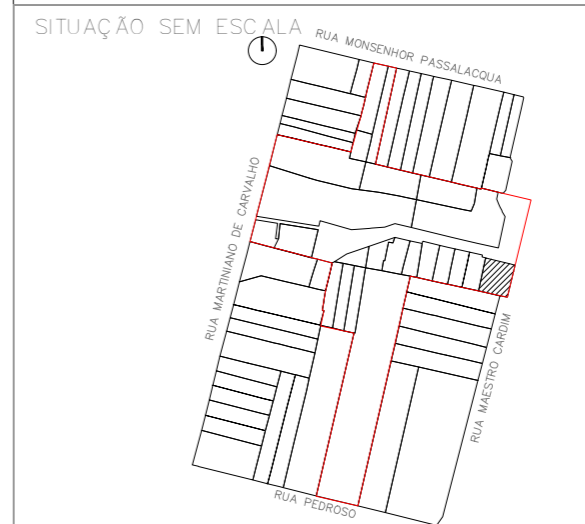 SITUAÇÃO SEM ESCALA
RUA MONSENHOR PASSALACQUA
RUA MARTINIANO DE CARVALHO
RUA MAESTRO CARDIM
RUA PEDROSO